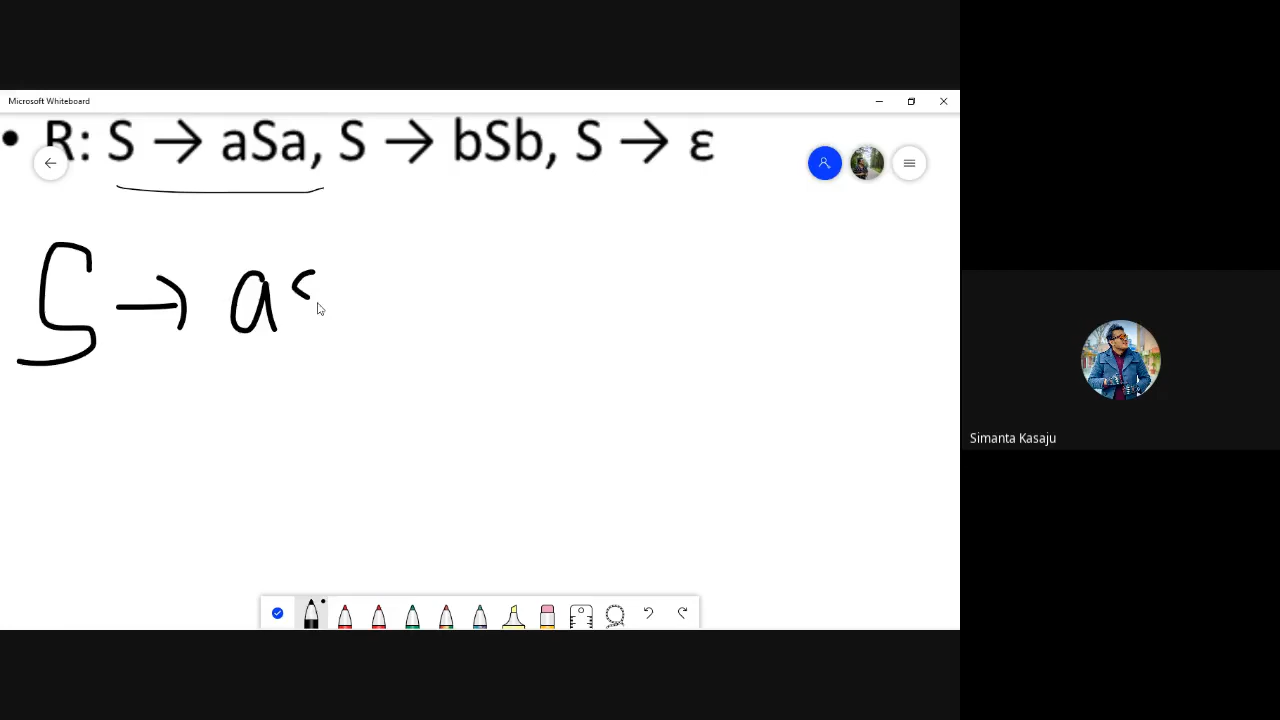 Microsoft Whiteboard
• R: S → aSa, S → bSb, S → ε
S → a
Simanta Kasaju